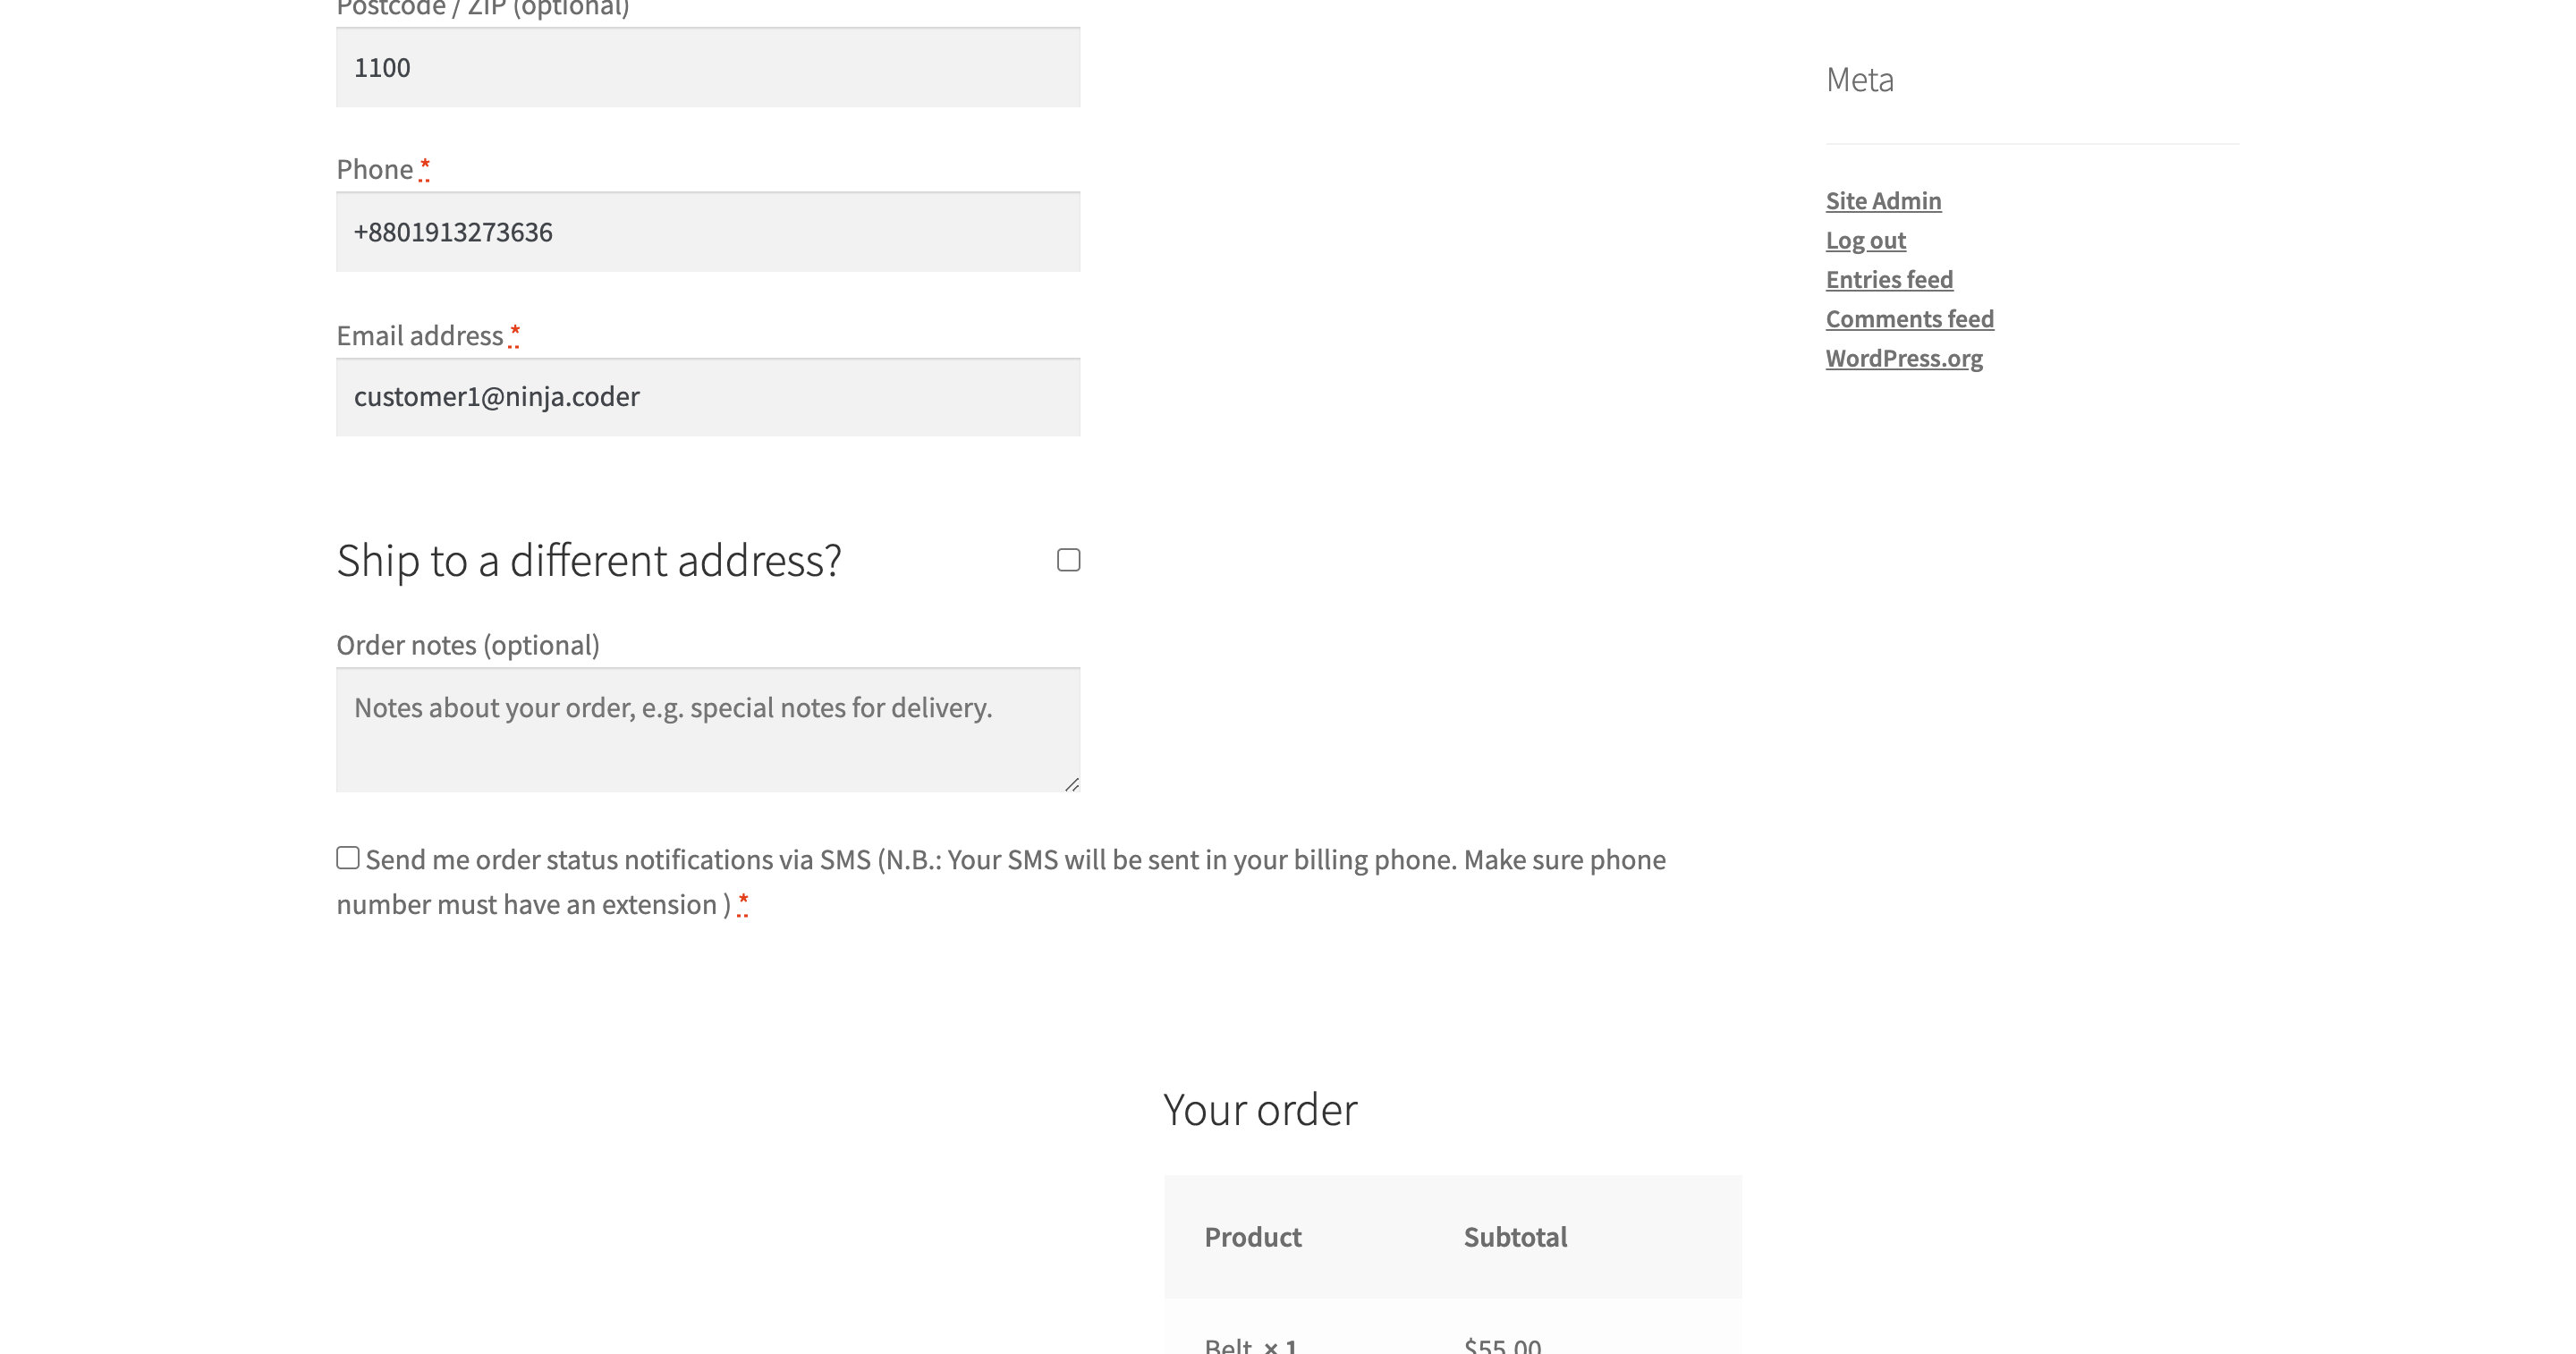 Postcode / ZIP (optional)
1100
Phone *
+8801913273636
Email address *
customer1@ninja.coder
Ship to a different address?
Order notes (optional)
Notes about your order, e.g. special notes for delivery.
Send me order status notifications via SMS (N.B.: Your SMS will be sent in your billing phone. Make sure phone
number must have an extension ) *
Your order
Product Subtotal
Belt × 1 $55.00
Meta
Site Admin
Log out
Entries feed
Comments feed
WordPress.org